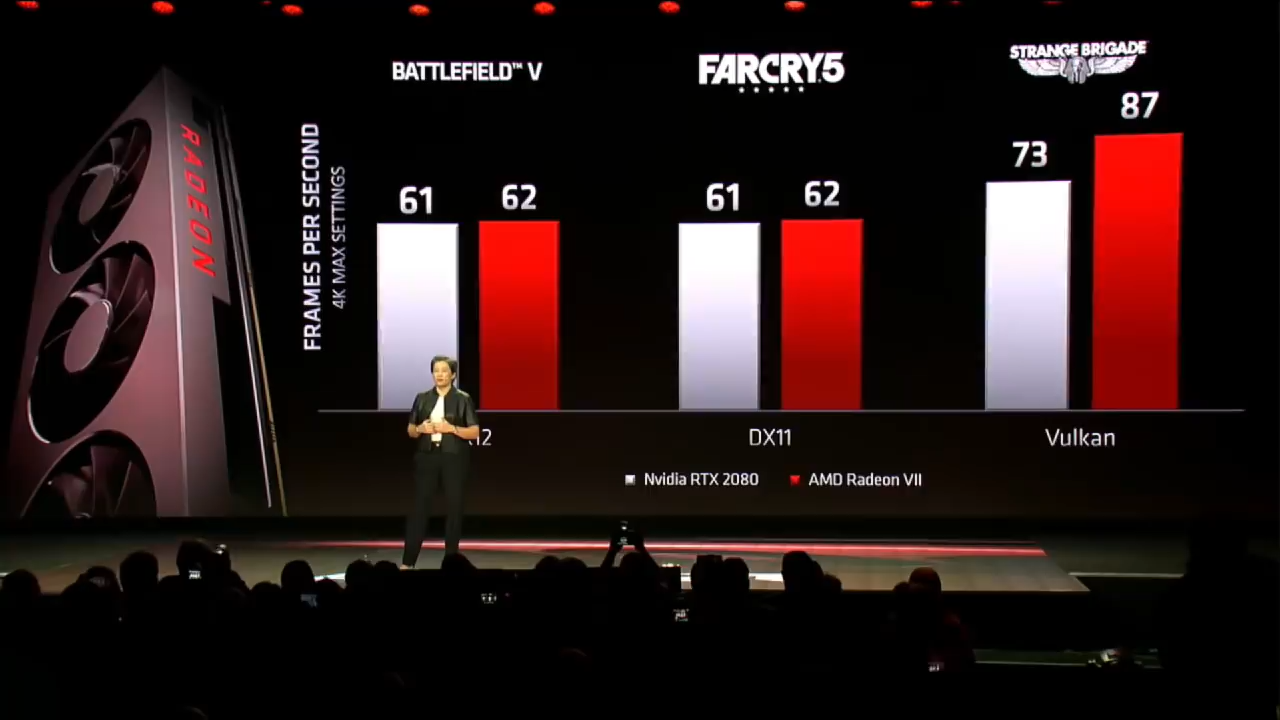 BATTLEFIELD™ V
FARCRY5
STRANGE BRIGADE
RADEON
FRAMES PER SECOND
4K MAX SETTINGS
61
62
61
62
73
87
12
DX11
Vulkan
Nvidia RTX 2080
AMD Radeon VII